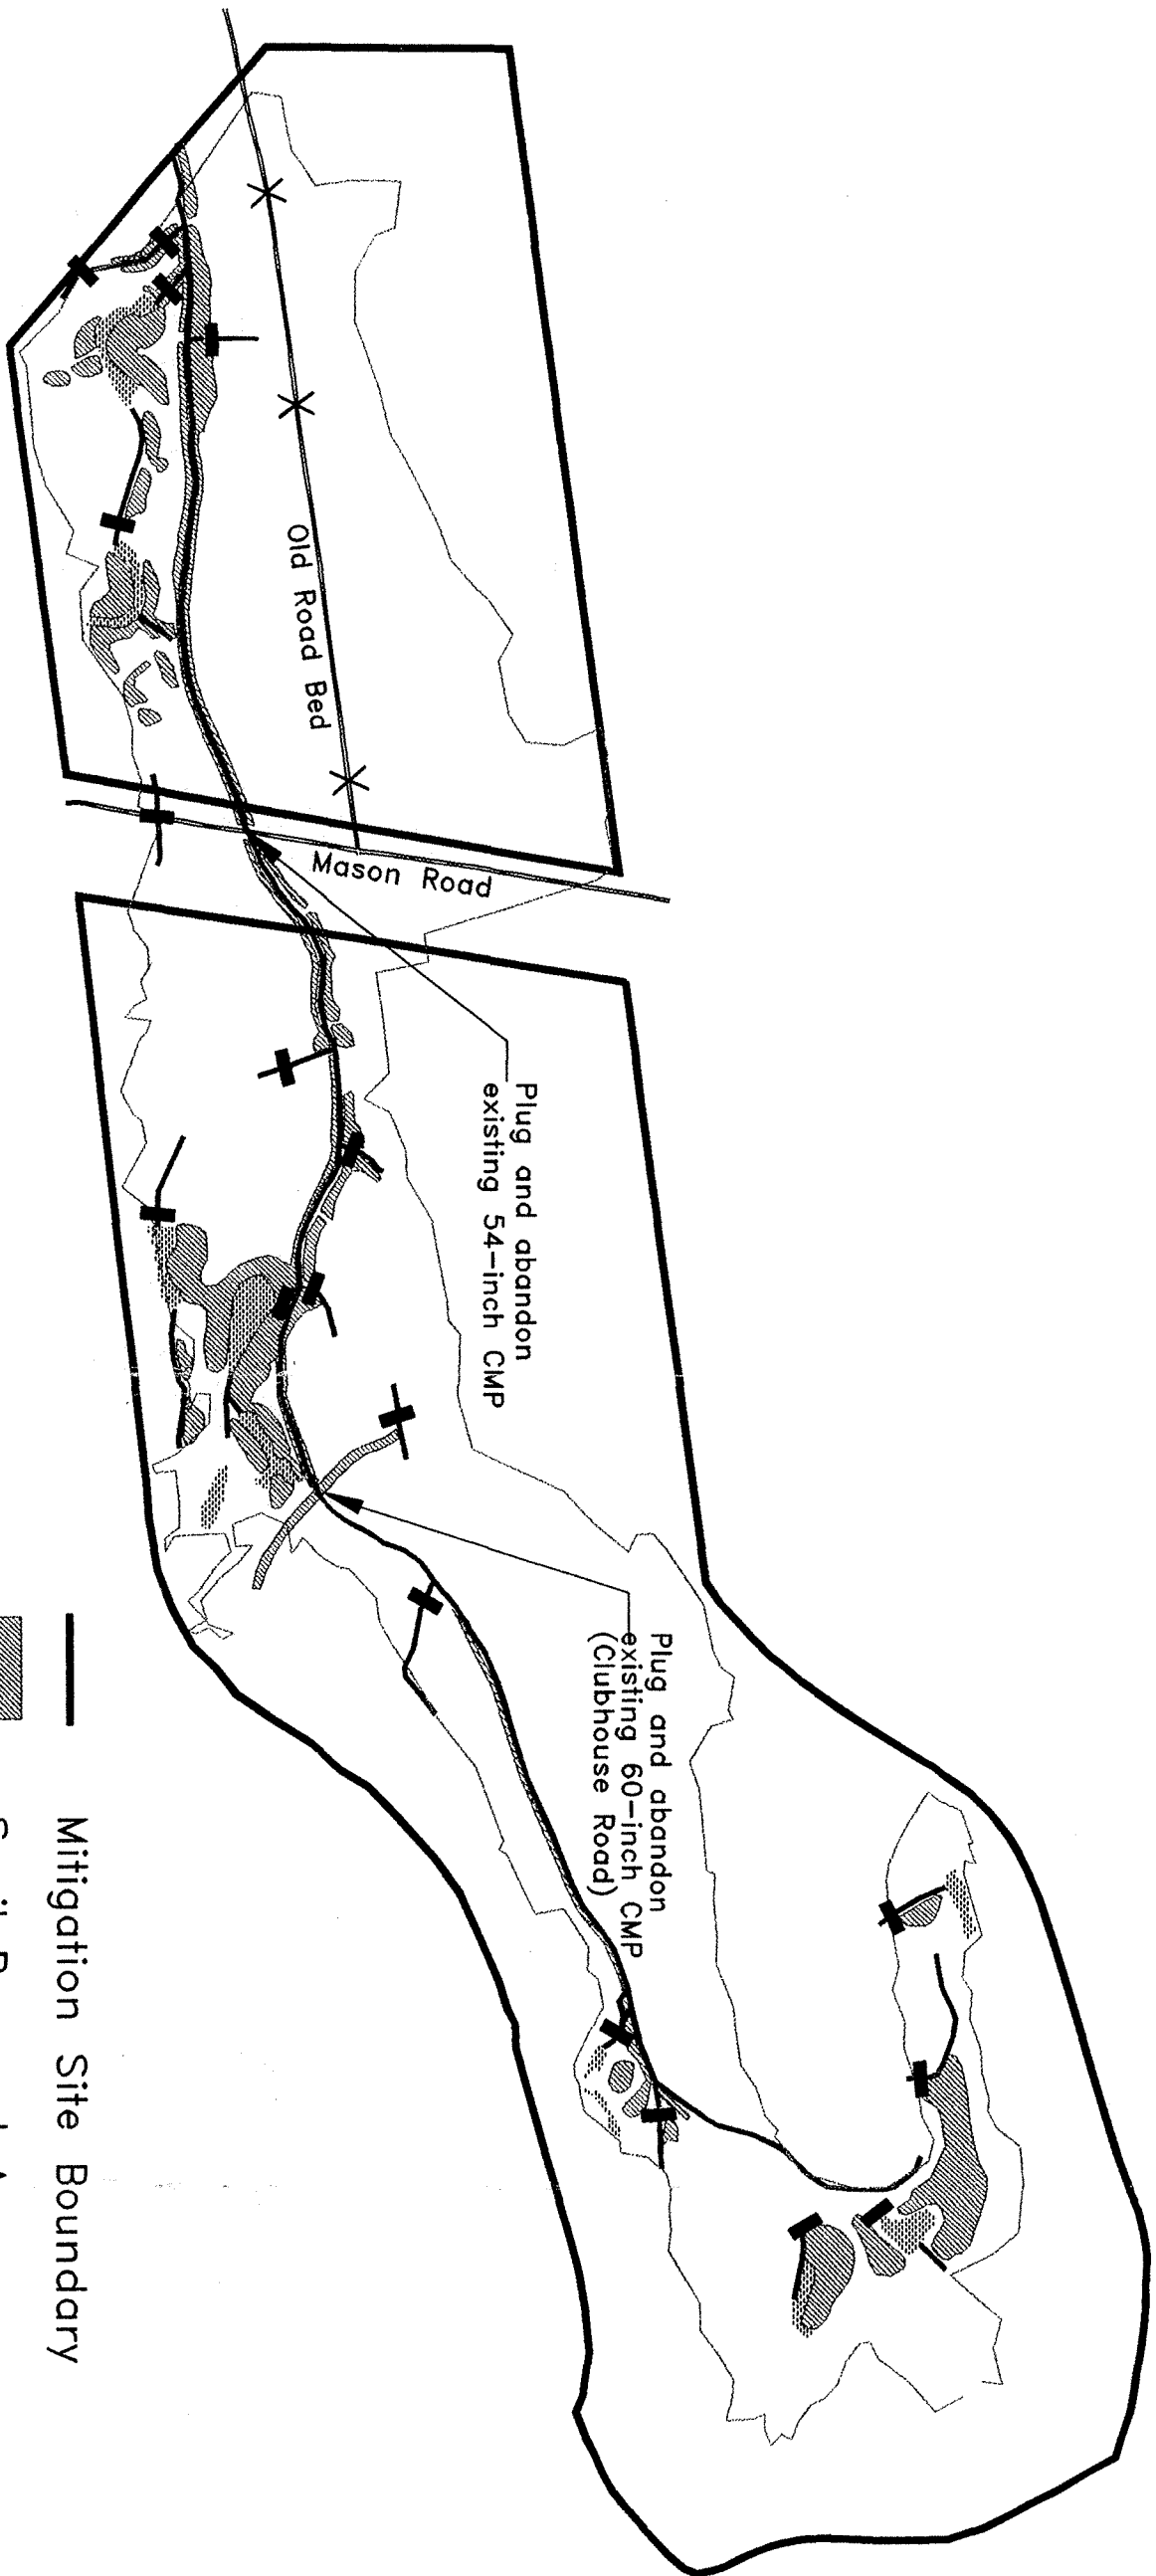 Old Road Bed
Mason Road
Plug and abandon
existing 54-inch CMP
Plug and abandon
existing 60-inch CMP
(Clubhouse Road)
Mitigation Site Boundary